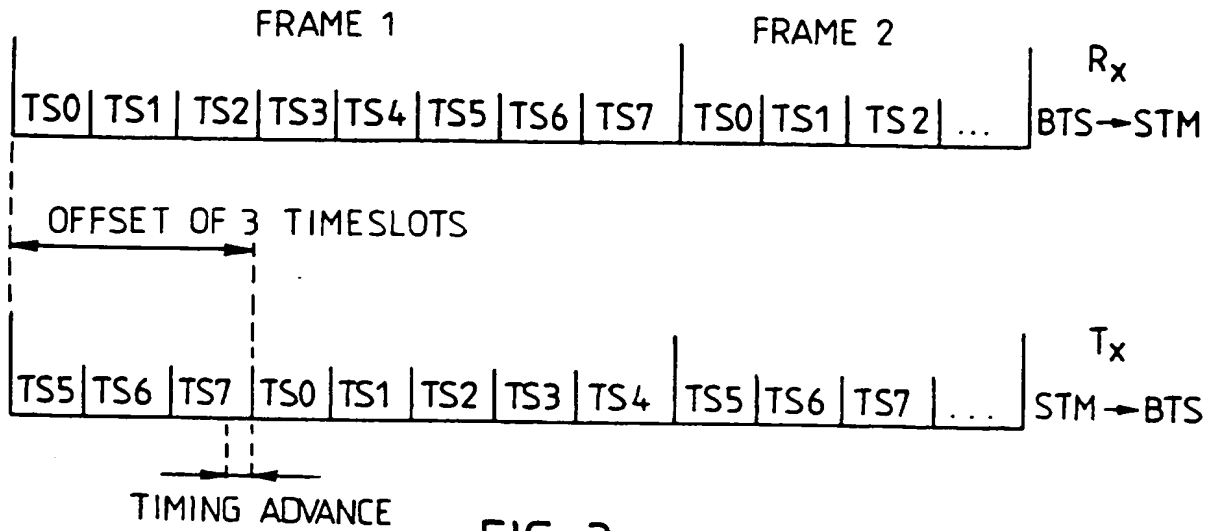 FRAME 1 FRAME 2
Rx
TS0 TS1 TS2 TS3 TS4 TS5 TS6 TS7 TS0 TS1 TS2 ... BTS→STM
OFFSET OF 3 TIMESLOTS
Tx
TS5 TS6 TS7 TS0 TS1 TS2 TS3 TS4 TS5 TS6 TS7 ... STM→BTS
TIMING ADVANCE